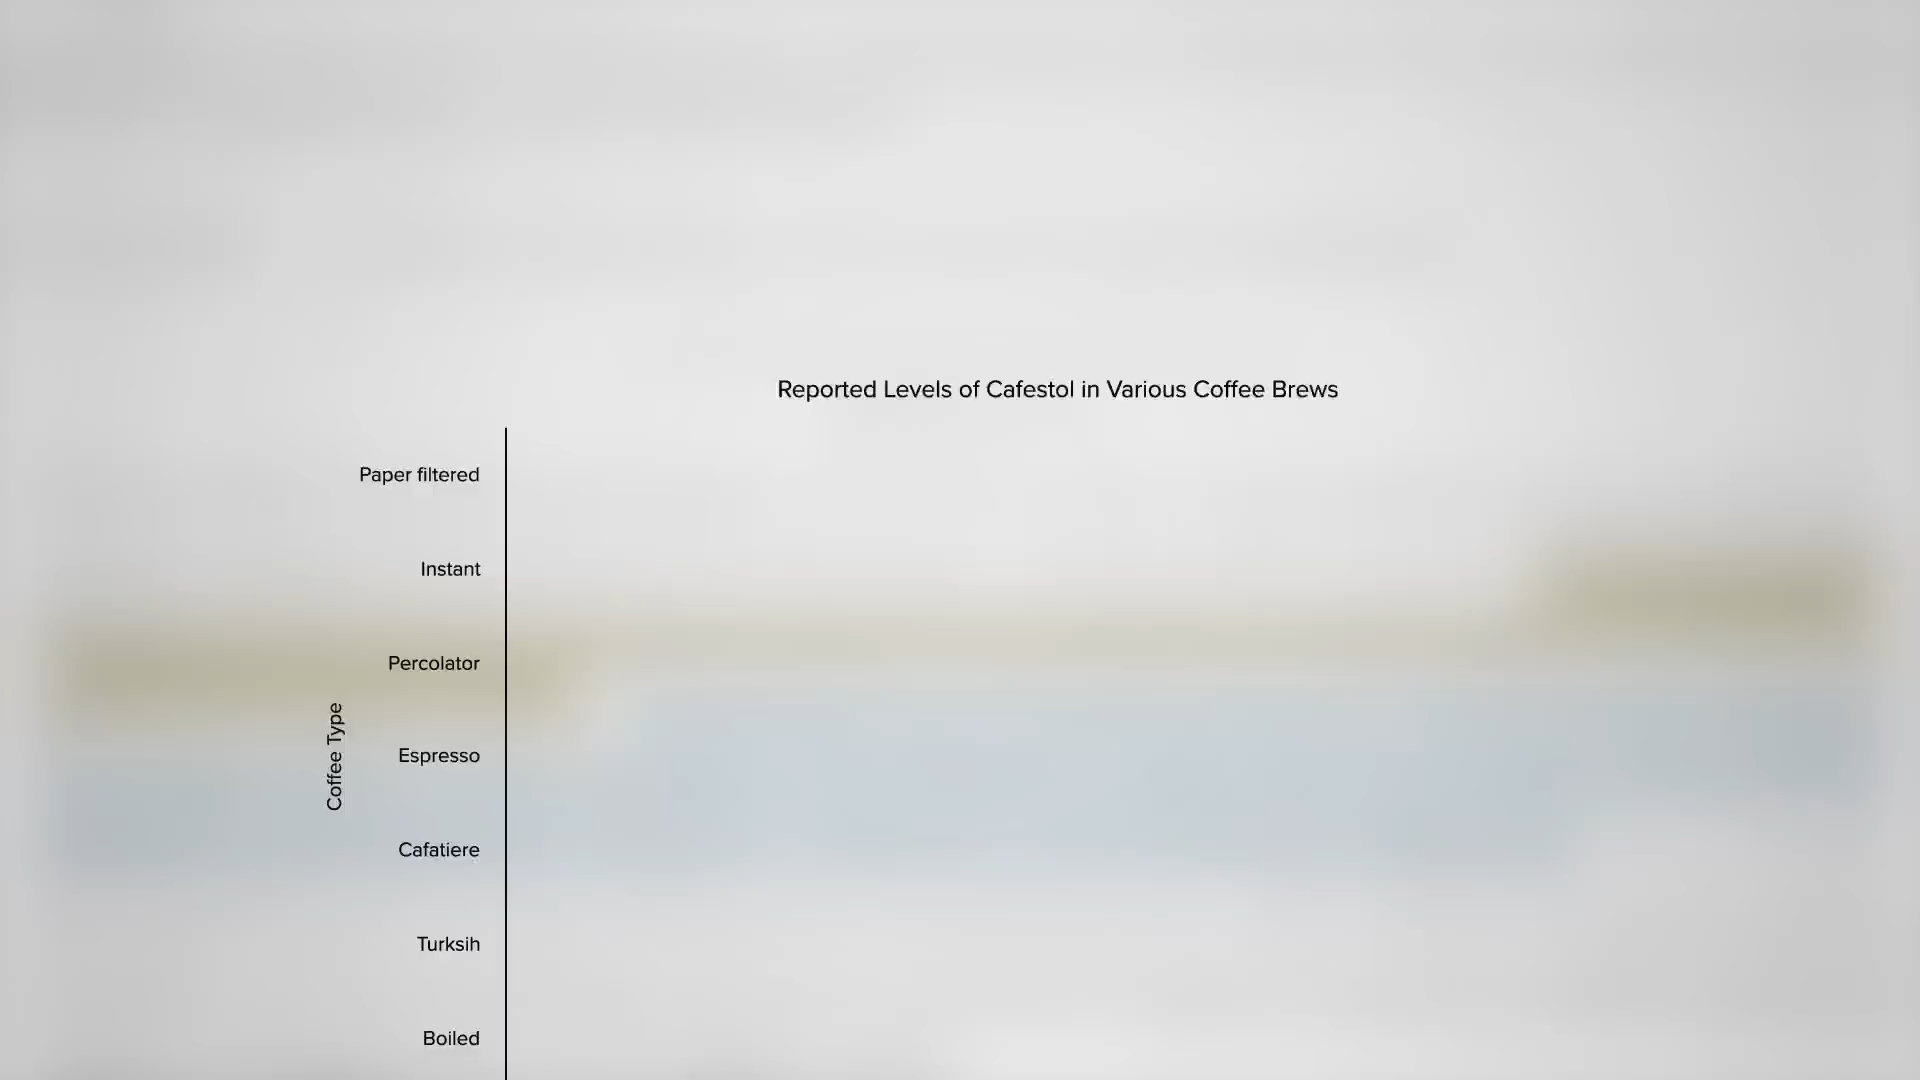 Reported Levels of Cafestol in Various Coffee Brews
Paper filtered
Instant
Percolator
Coffee Type
Espresso
Cafatiere
Turksih
Boiled